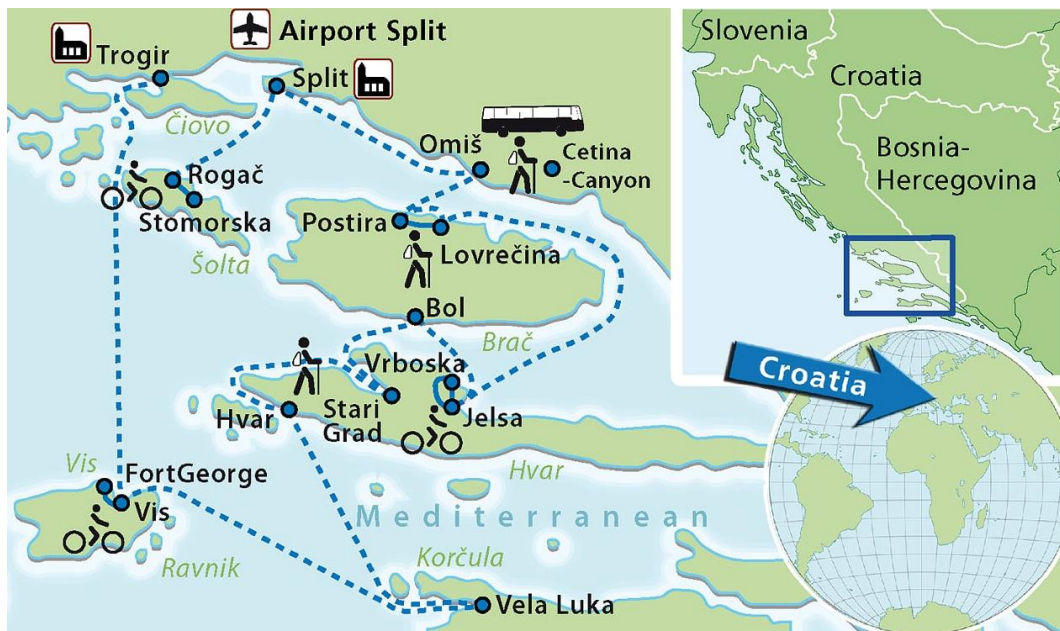 Airport Split
Trogir
Split
Čiovo
Omiš
Cetina
-Canyon
Rogač
Stomorska
Šolta
Postira
Lovrečina
Bol
Brač
Vrboska
Hvar
Stari
Grad
Jelsa
Hvar
Vis
FortGeorge
Vis
Ravnik
Mediterranean
Korčula
Vela Luka
Slovenia
Croatia
Bosnia-
Hercegovina
Croatia